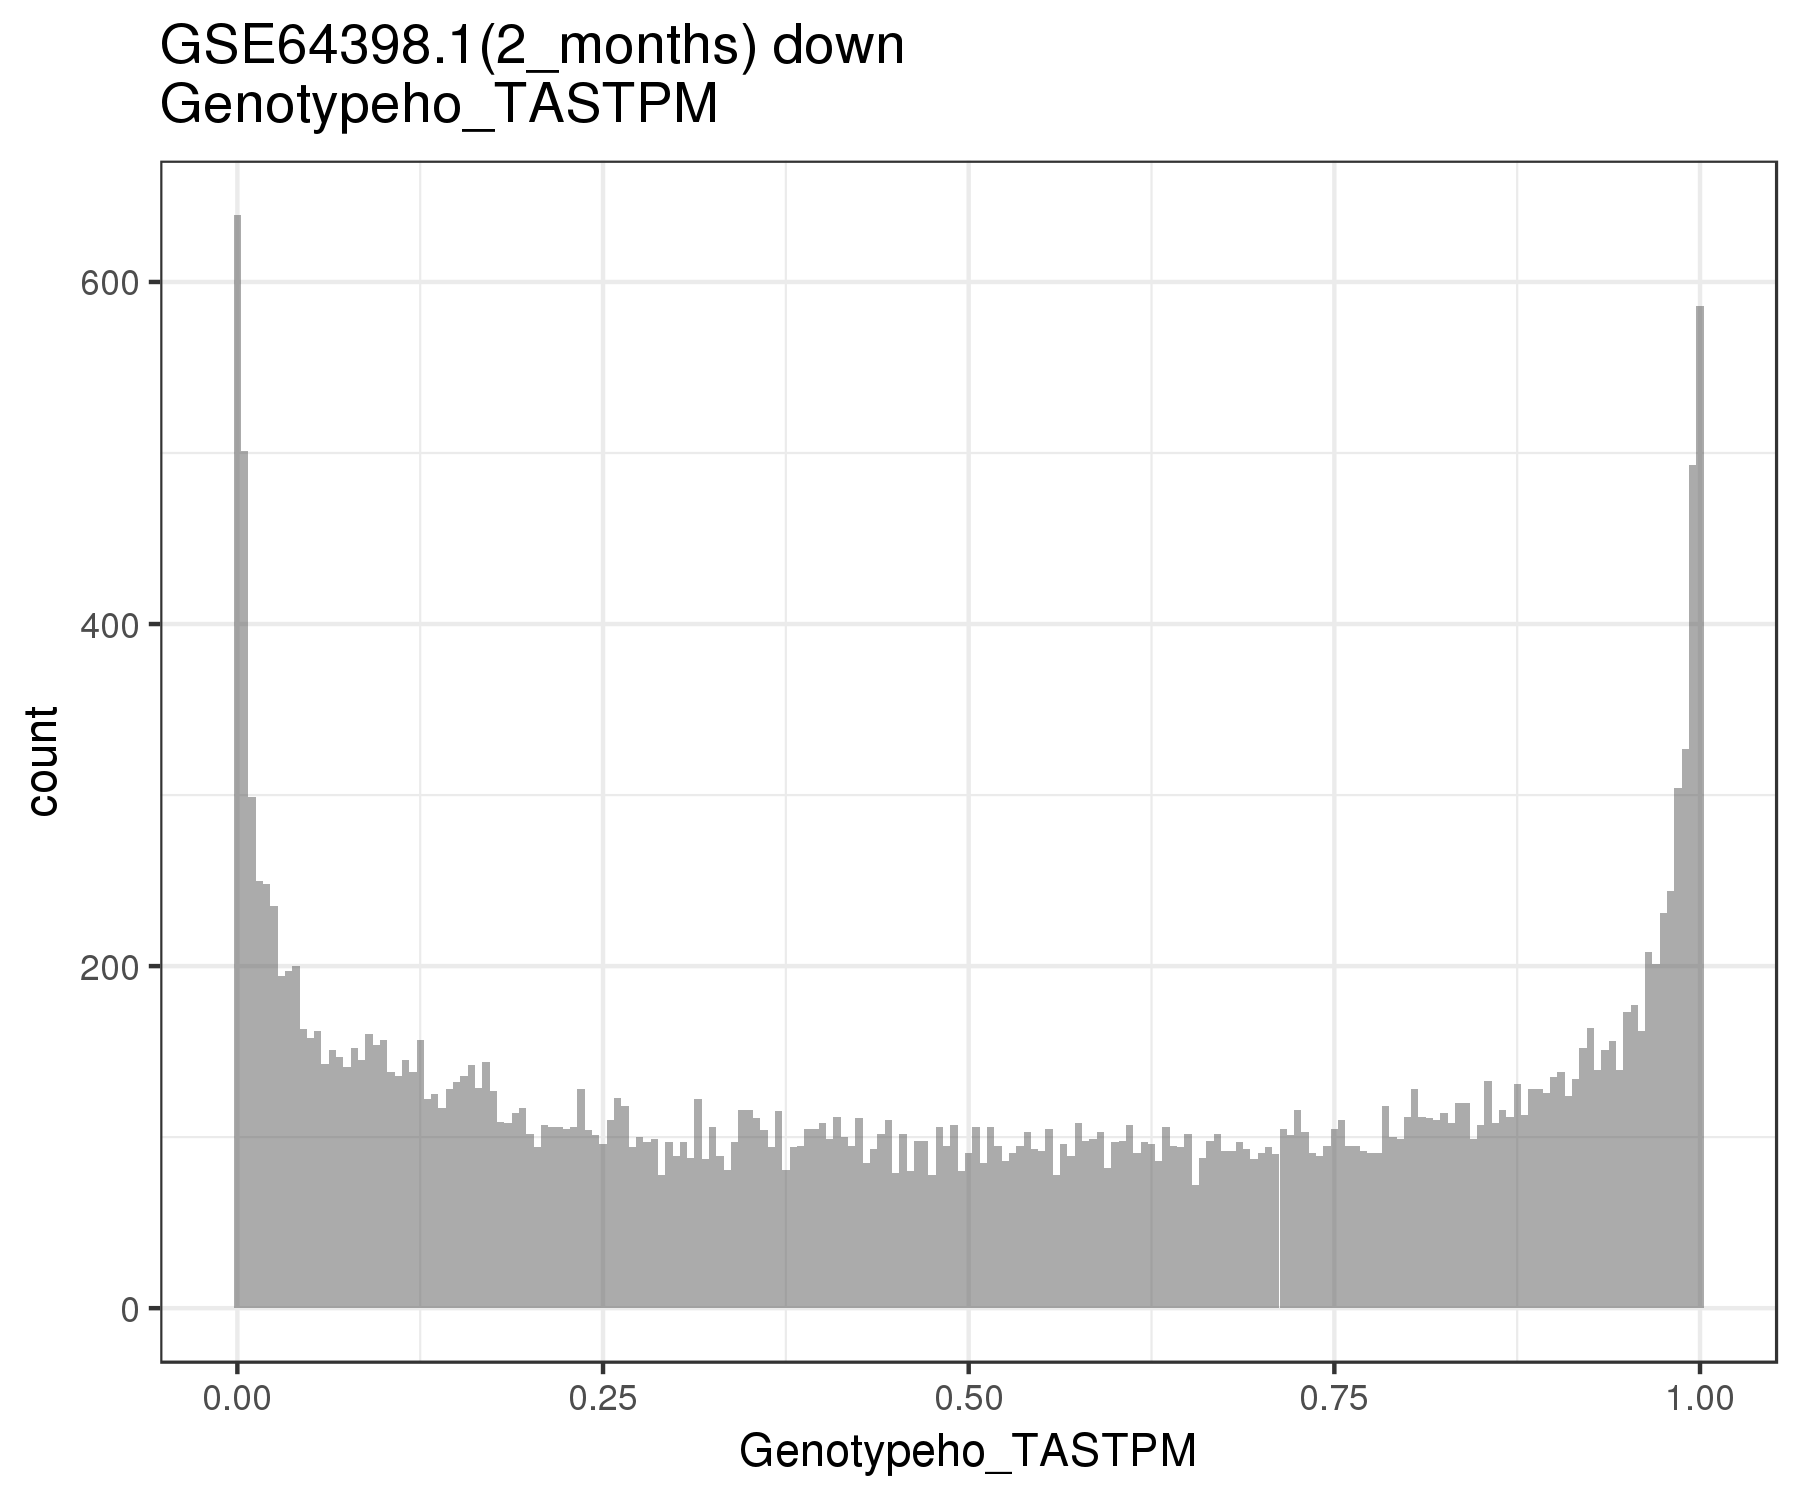 GSE64398.1(2_months) down
Genotypeho_TASTPM
600
400
200
0
count
0.00 0.25 0.50 0.75 1.00
Genotypeho_TASTPM